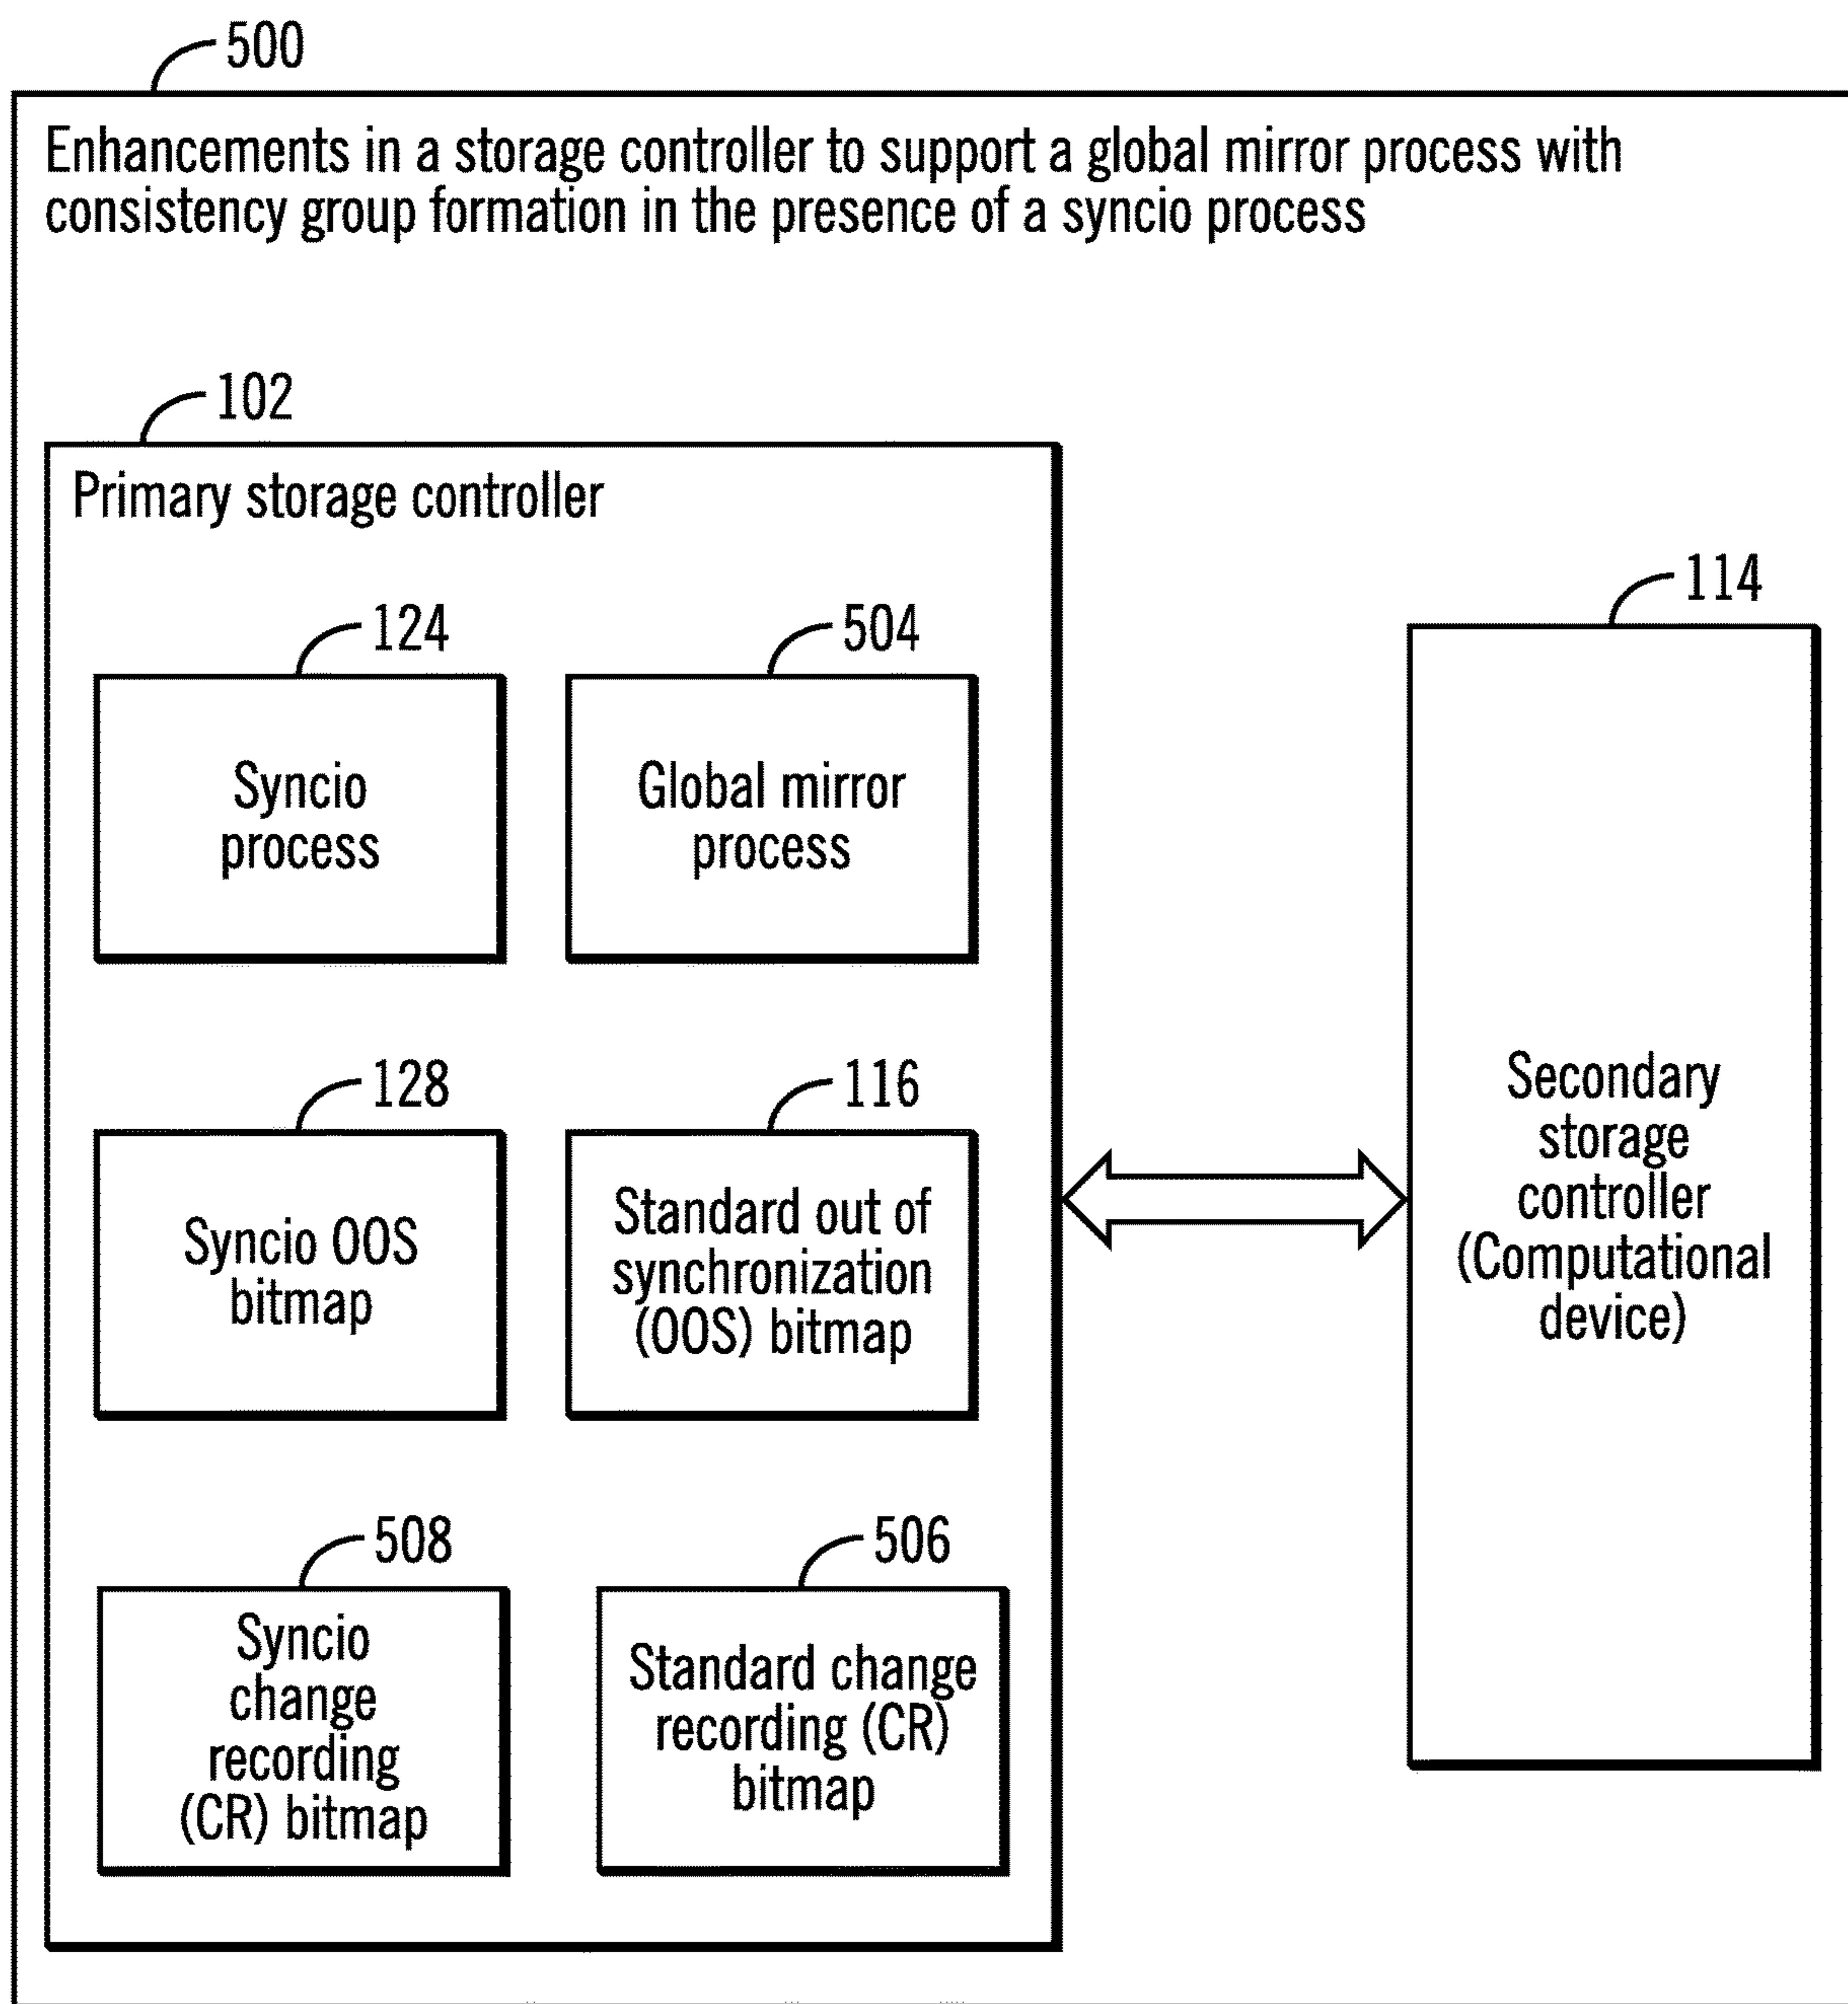 500
Enhancements in a storage controller to support a global mirror process with
consistency group formation in the presence of a syncio process
102
Primary storage controller
124
Syncio
process
504
Global mirror
process
128
Syncio OOS
bitmap
116
Standard out of
synchronization
(OOS) bitmap
508
Syncio
change
recording
(CR) bitmap
506
Standard change
recording (CR)
bitmap
114
Secondary
storage
controller
(Computational
device)